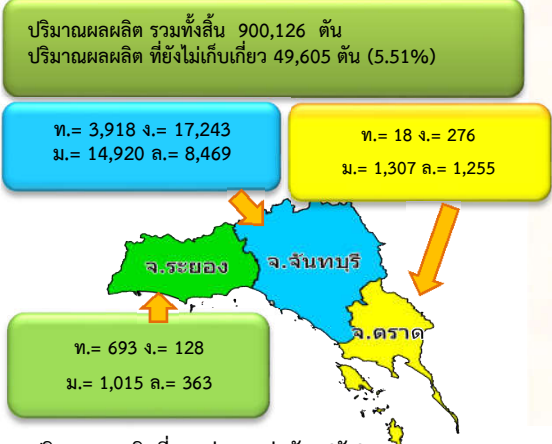 ปริมาณผลผลิต รวมทั้งสิ้น 900,126 ตัน
ปริมาณผลผลิต ที่ยังไม่เก็บเกี่ยว 49,605 ตัน (5.51%)
ท.= 3,918 ง.= 17,243
ม.= 14,920 ล.= 8,469
ท.= 18 ง.= 276
ม.= 1,307 ล.= 1,255
จ.ระยอง
จ.จันทบุรี
จ.ตราด
ท.= 693 ง.= 128
ม.= 1,015 ล.= 363